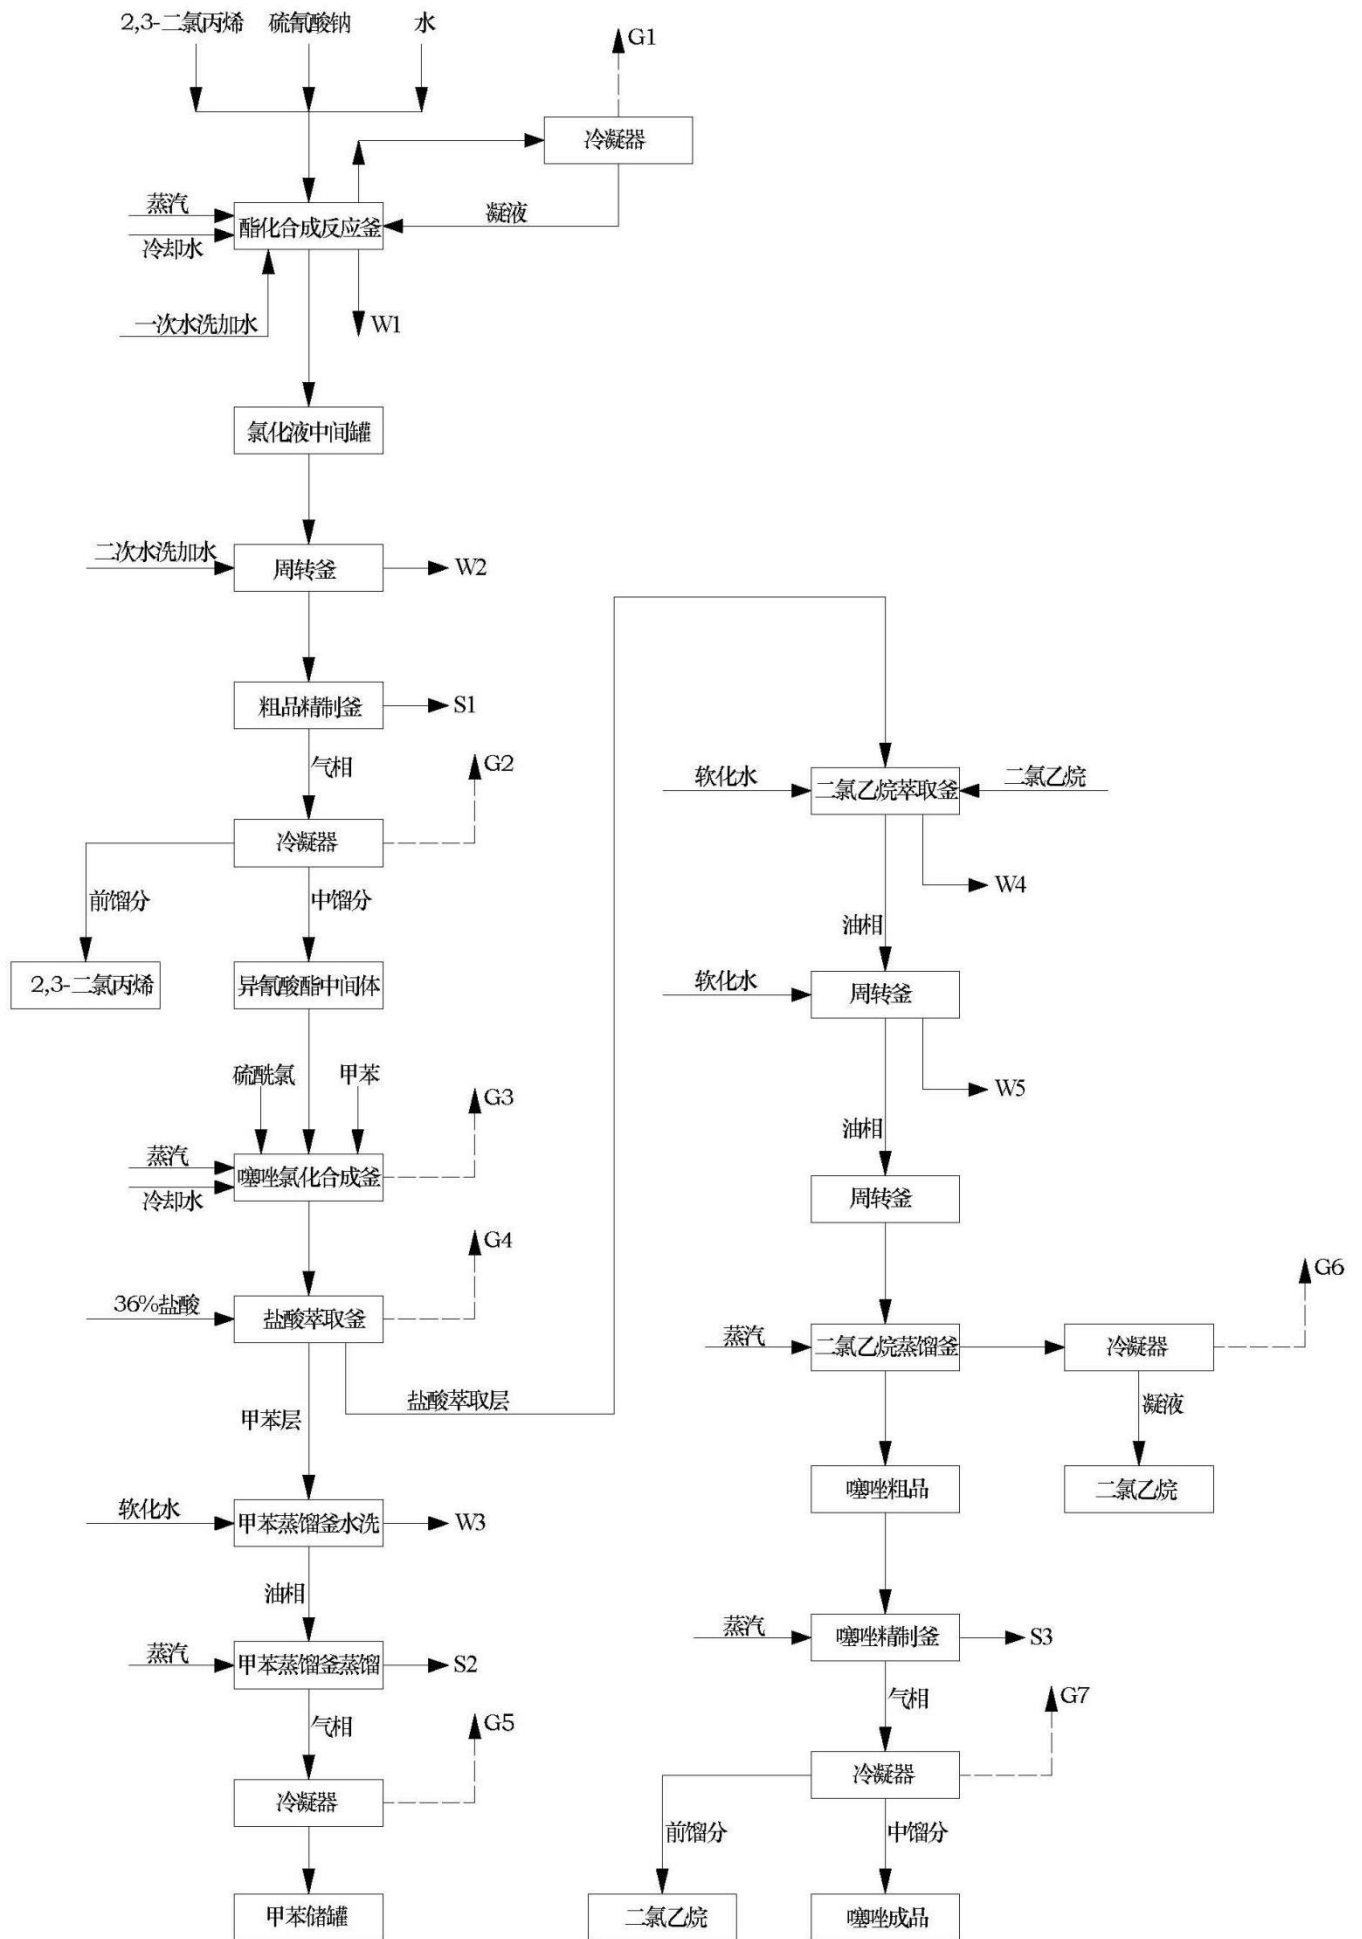 2,3-二氯丙烯
硫氰酸钠
水
G1
冷凝器
蒸汽
酯化合成反应釜
凝液
冷却水
一次水洗加水
W1
氯化液中间罐
二次水洗加水
周转釜
W2
粗品精制釜
S1
气相
G2
冷凝器
前馏分
中馏分
2,3-二氯丙烯
异氰酸酯中间体
硫酰氯
甲苯
G3
蒸汽
噻唑氯化合成釜
冷却水
G4
36%盐酸
盐酸萃取釜
盐酸萃取层
甲苯层
软化水
甲苯蒸馏釜水洗
W3
油相
蒸汽
甲苯蒸馏釜蒸馏
S2
气相
G5
冷凝器
甲苯储罐
软化水
二氯乙烷萃取釜
二氯乙烷
W4
油相
软化水
周转釜
W5
油相
周转釜
G6
蒸汽
二氯乙烷蒸馏釜
冷凝器
凝液
噻唑粗品
二氯乙烷
蒸汽
噻唑精制釜
S3
气相
G7
冷凝器
前馏分
中馏分
二氯乙烷
噻唑成品